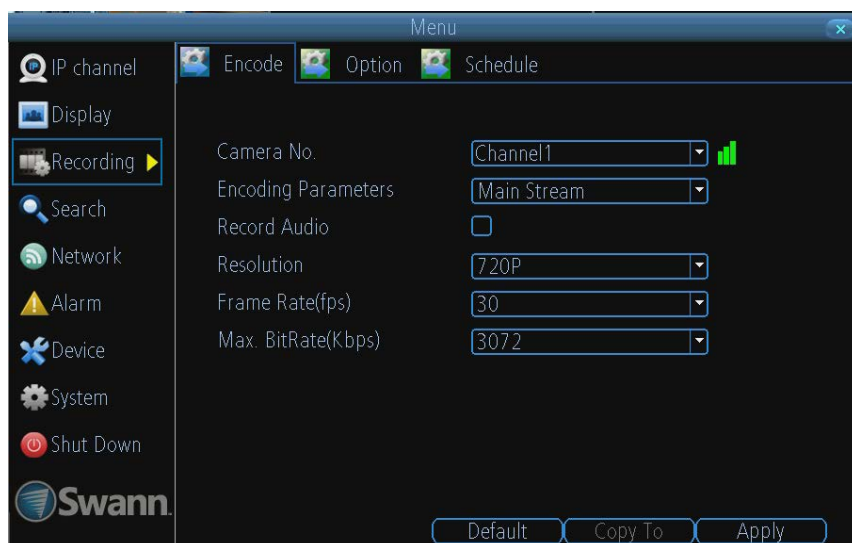 Menu
IP channel
Display
Recording
Search
Network
Alarm
Device
System
Shut Down
Swann.
Encode Option Schedule
Camera No. Channel1
Encoding Parameters Main Stream
Record Audio
Resolution 720P
Frame Rate(fps) 30
Max. BitRate(Kbps) 3072
Default Copy To Apply